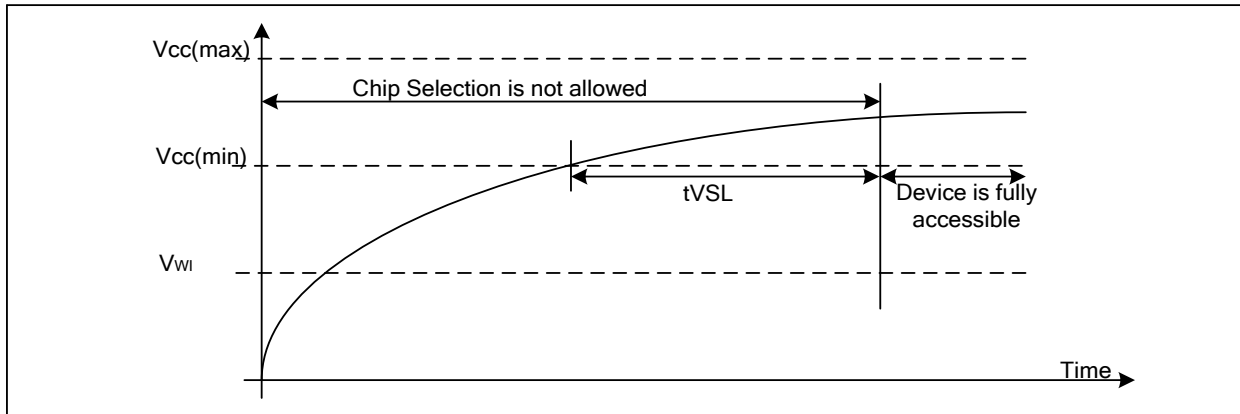 Vcc(max)
Chip Selection is not allowed
Vcc(min)
tVSL
Device is fully
accessible
VWI
Time